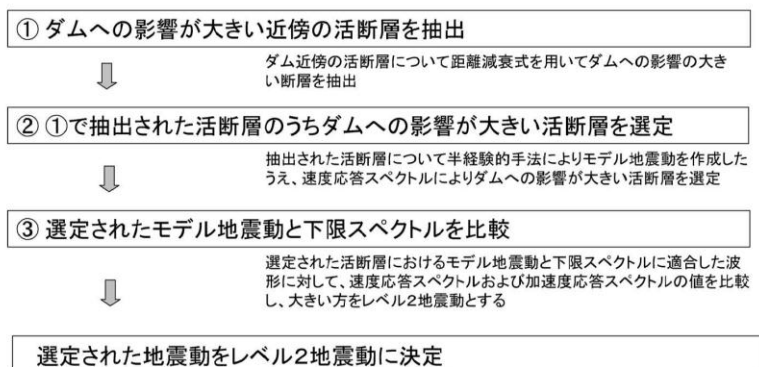 ① ダムへの影響が大きい近傍の活断層を抽出
ダム近傍の活断層について距離減衰式を用いてダムへの影響の大き
い断層を抽出
② ①で抽出された活断層のうちダムへの影響が大きい活断層を選定
抽出された活断層について半経験的手法によりモデル地震動を作成した
うえ、速度応答スペクトルによりダムへの影響が大きい活断層を選定
③ 選定されたモデル地震動と下限スペクトルを比較
選定された活断層におけるモデル地震動と下限スペクトルに適合した波
形に対して、速度応答スペクトルおよび加速度応答スペクトルの値を比較
し、大きい方をレベル2地震動とする
選定された地震動をレベル2地震動に決定